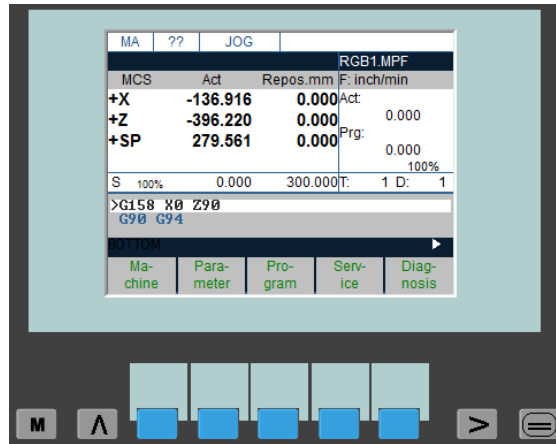 MA ?? JOG
RGB1.MPF
MCS Act Repos.mm F: inch/min
+X -136.916 0.000 Act:
0.000
+Z -396.220 0.000
Prg:
+SP 279.561 0.000
0.000
100%
S 100% 0.000 300.000 T: 1 D: 1
>G158 X0 Z90
G90 G94
BOTTOM
Ma- Para- Pro- Serv- Diag-
chine meter gram ice nosis
M Λ >